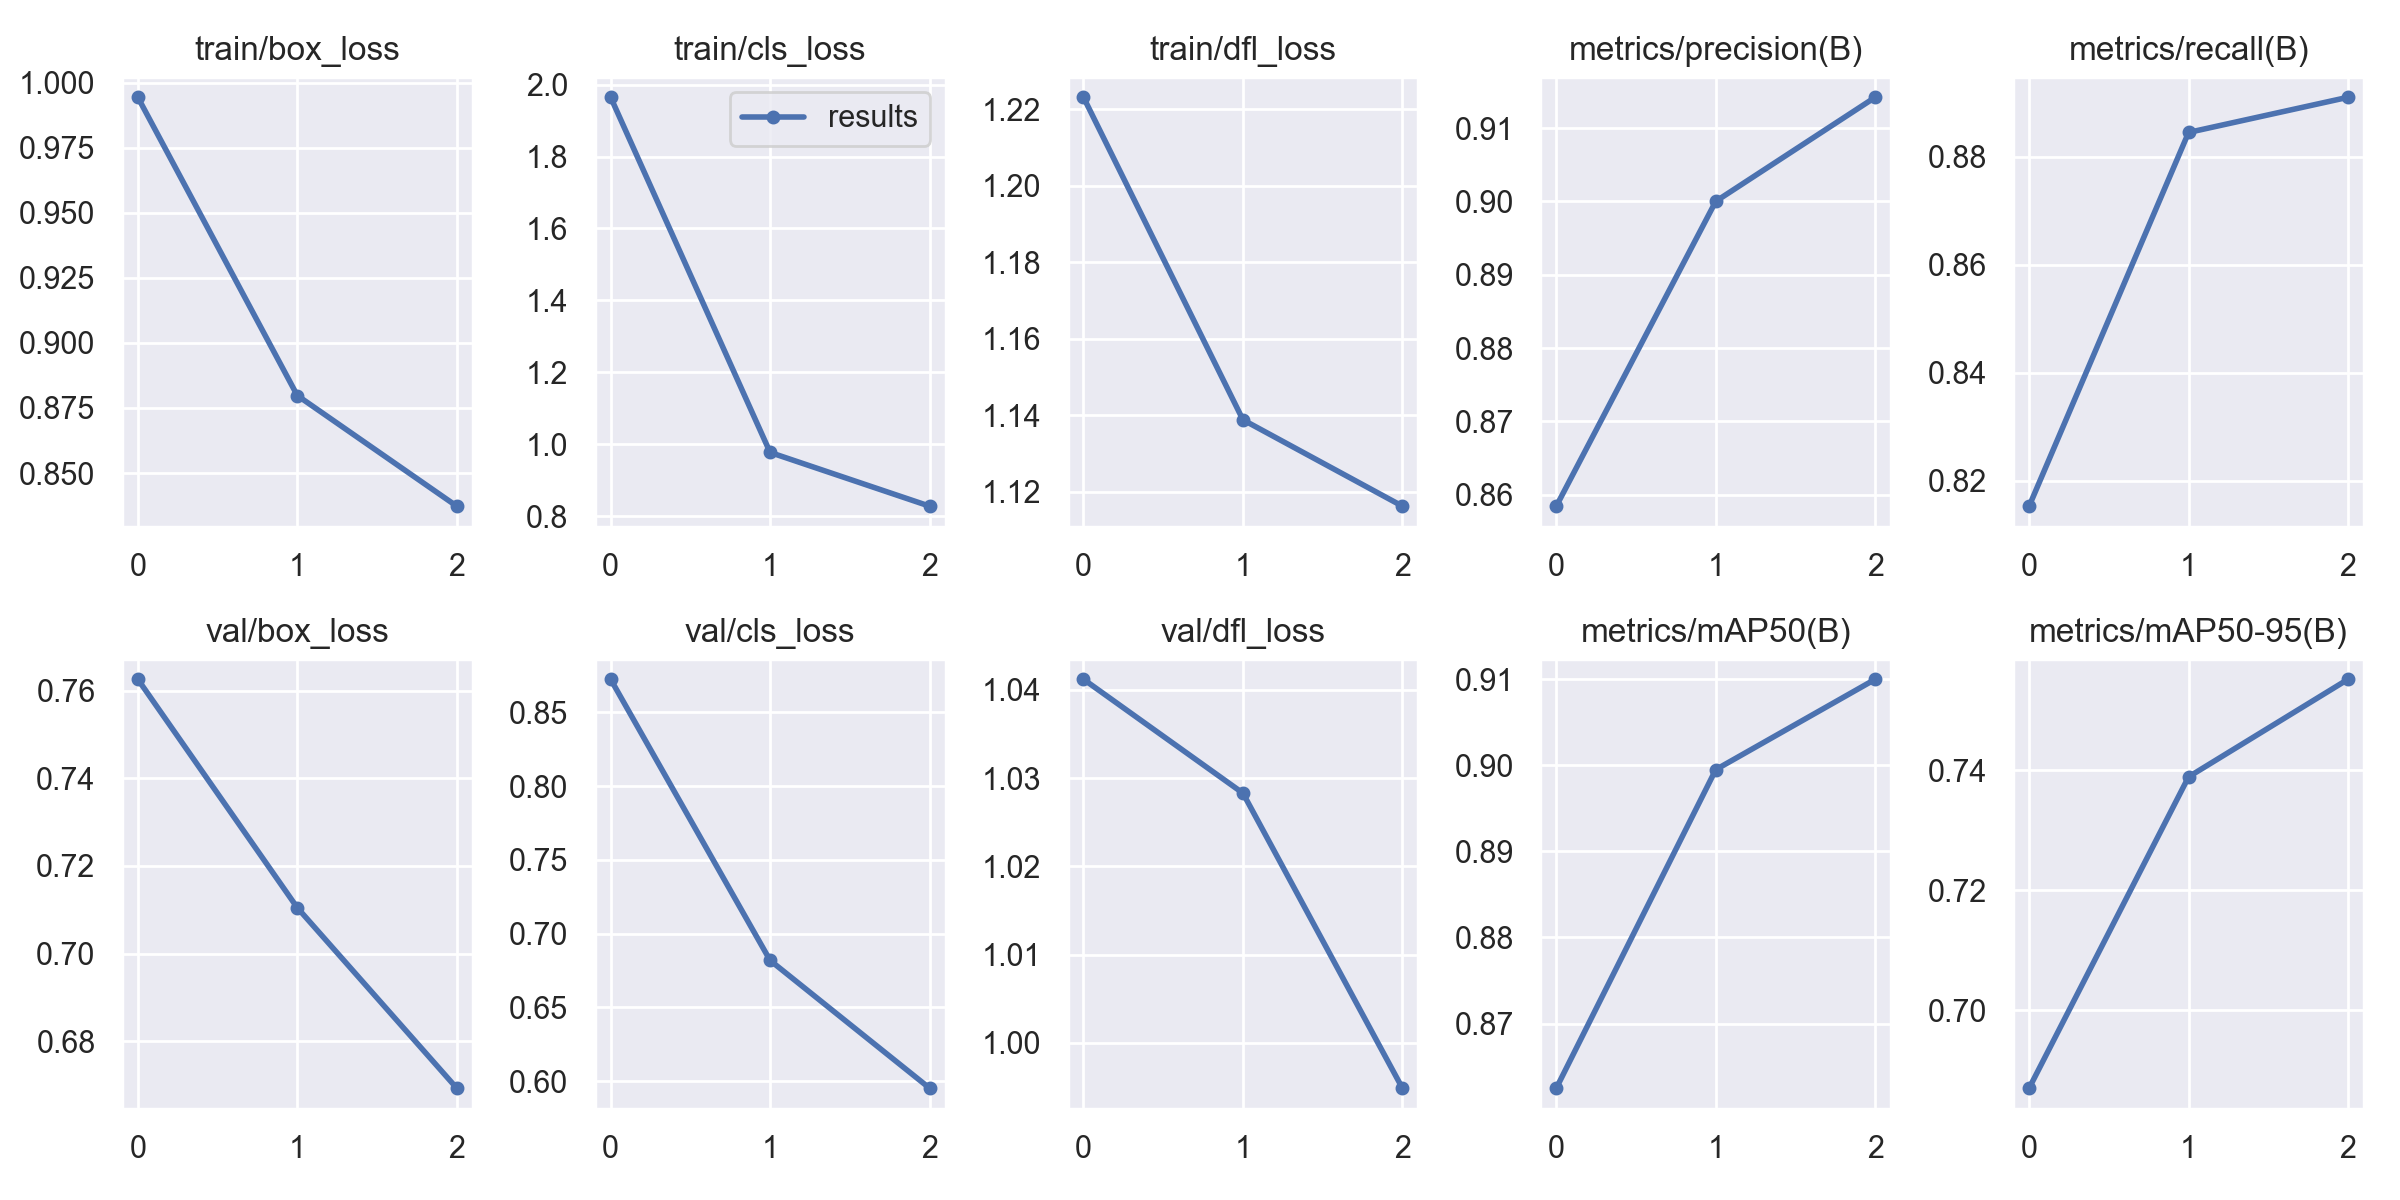 train/box_loss
1.000
0.975
0.950
0.925
0.900
0.875
0.850
0 1 2
train/cls_loss
results
2.0
1.8
1.6
1.4
1.2
1.0
0.8
0 1 2
train/dfl_loss
1.22
1.20
1.18
1.16
1.14
1.12
0 1 2
metrics/precision(B)
0.91
0.90
0.89
0.88
0.87
0.86
0 1 2
metrics/recall(B)
0.88
0.86
0.84
0.82
0 1 2
val/box_loss
0.76
0.74
0.72
0.70
0.68
0 1 2
val/cls_loss
0.85
0.80
0.75
0.70
0.65
0.60
0 1 2
val/dfl_loss
1.04
1.03
1.02
1.01
1.00
0 1 2
metrics/mAP50(B)
0.91
0.90
0.89
0.88
0.87
0 1 2
metrics/mAP50-95(B)
0.74
0.72
0.70
0 1 2